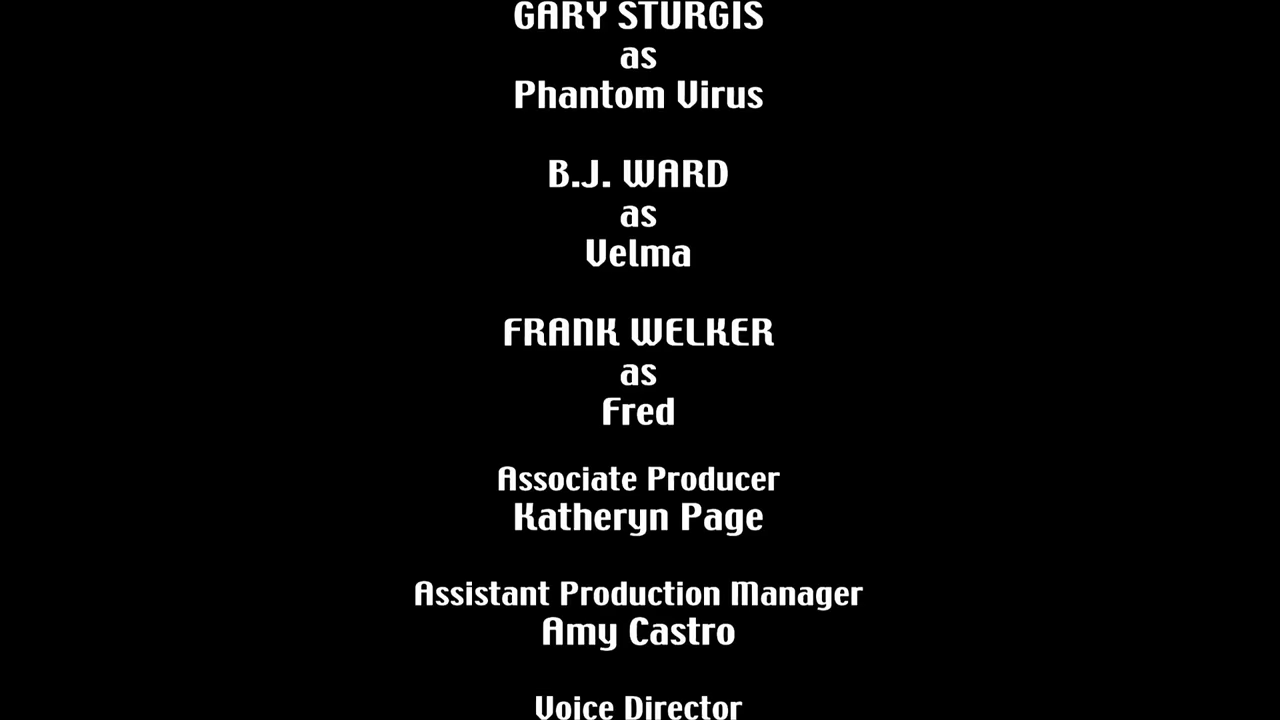 GARY STURGIS
as
Phantom Virus
B.J. WARD
as
Velma
FRANK WELKER
as
Fred
Associate Producer
Katheryn Page
Assistant Production Manager
Amy Castro
Voice Director